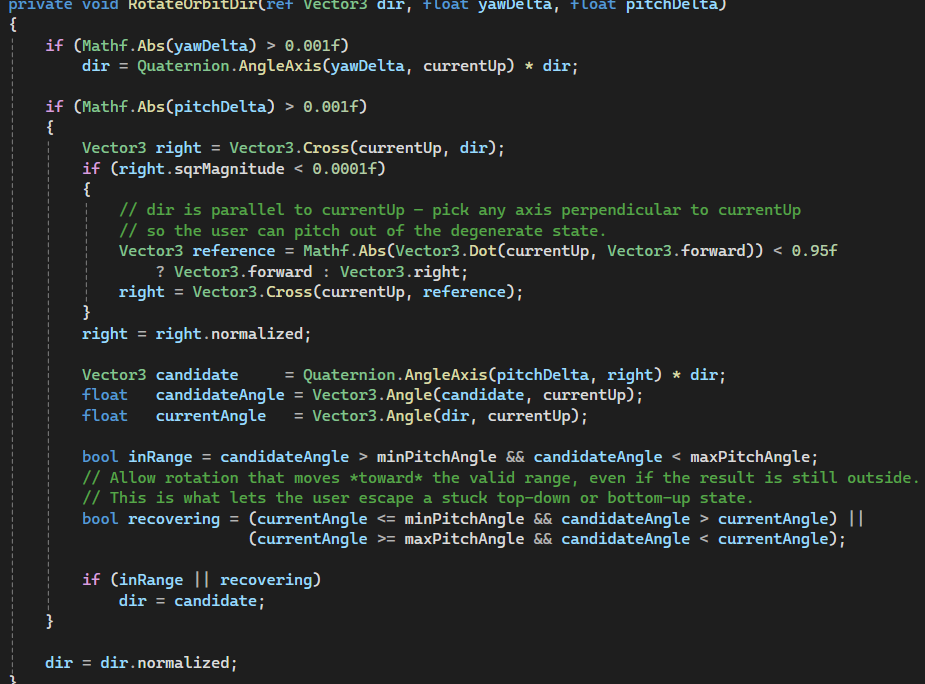 private void RotateOrbitDir(ref Vector3 dir, float yawDelta, float pitchDelta)
{
    if (Mathf.Abs(yawDelta) > 0.001f)
        dir = Quaternion.AngleAxis(yawDelta, currentUp) * dir;

    if (Mathf.Abs(pitchDelta) > 0.001f)
    {
        Vector3 right = Vector3.Cross(currentUp, dir);
        if (right.sqrMagnitude < 0.0001f)
        {
            // dir is parallel to currentUp — pick any axis perpendicular to currentUp
            // so the user can pitch out of the degenerate state.
            Vector3 reference = Mathf.Abs(Vector3.Dot(currentUp, Vector3.forward)) < 0.95f
                ? Vector3.forward : Vector3.right;
            right = Vector3.Cross(currentUp, reference);
        }
        right = right.normalized;

        Vector3 candidate     = Quaternion.AngleAxis(pitchDelta, right) * dir;
        float   candidateAngle = Vector3.Angle(candidate, currentUp);
        float   currentAngle   = Vector3.Angle(dir, currentUp);

        bool inRange = candidateAngle > minPitchAngle && candidateAngle < maxPitchAngle;
        // Allow rotation that moves *toward* the valid range, even if the result is still outside.
        // This is what lets the user escape a stuck top-down or bottom-up state.
        bool recovering = (currentAngle <= minPitchAngle && candidateAngle > currentAngle) ||
                          (currentAngle >= maxPitchAngle && candidateAngle < currentAngle);

        if (inRange || recovering)
            dir = candidate;
    }

    dir = dir.normalized;
}